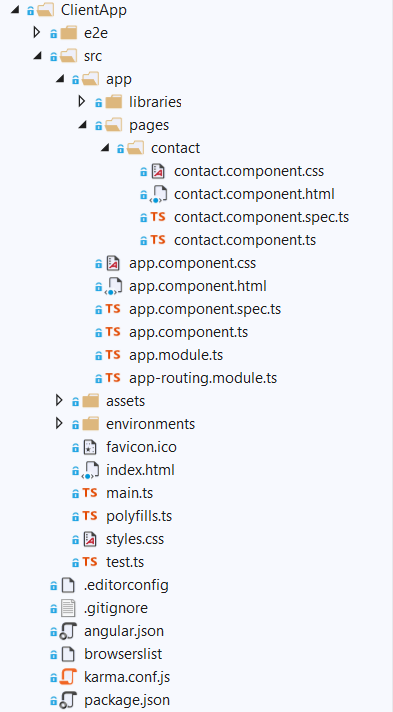 ClientApp
e2e
src
app
libraries
pages
contact
contact.component.css
contact.component.html
TS contact.component.spec.ts
TS contact.component.ts
app.component.css
app.component.html
TS app.component.spec.ts
TS app.component.ts
TS app.module.ts
TS app-routing.module.ts
assets
environments
favicon.ico
index.html
TS main.ts
TS polyfills.ts
styles.css
TS test.ts
.editorconfig
.gitignore
angular.json
browserslist
karma.conf.js
package.json